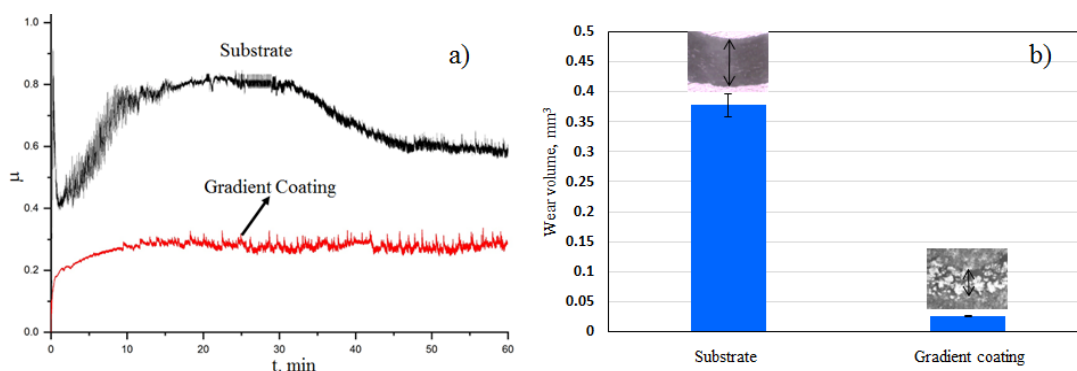 1.0
0.8
0.6
0.4
0.2
0.0
μ
0
10
20
30
40
50
60
t, min
Substrate
a)
Gradient Coating
0.5
0.45
0.4
0.35
0.3
0.25
0.2
0.15
0.1
0.05
0
Wear volume, mm³
b)
Substrate
Gradient coating